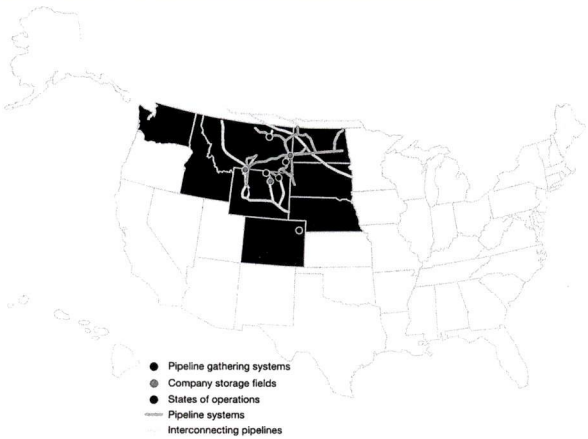 Pipeline gathering systems
Company storage fields
States of operations
Pipeline systems
Interconnecting pipelines